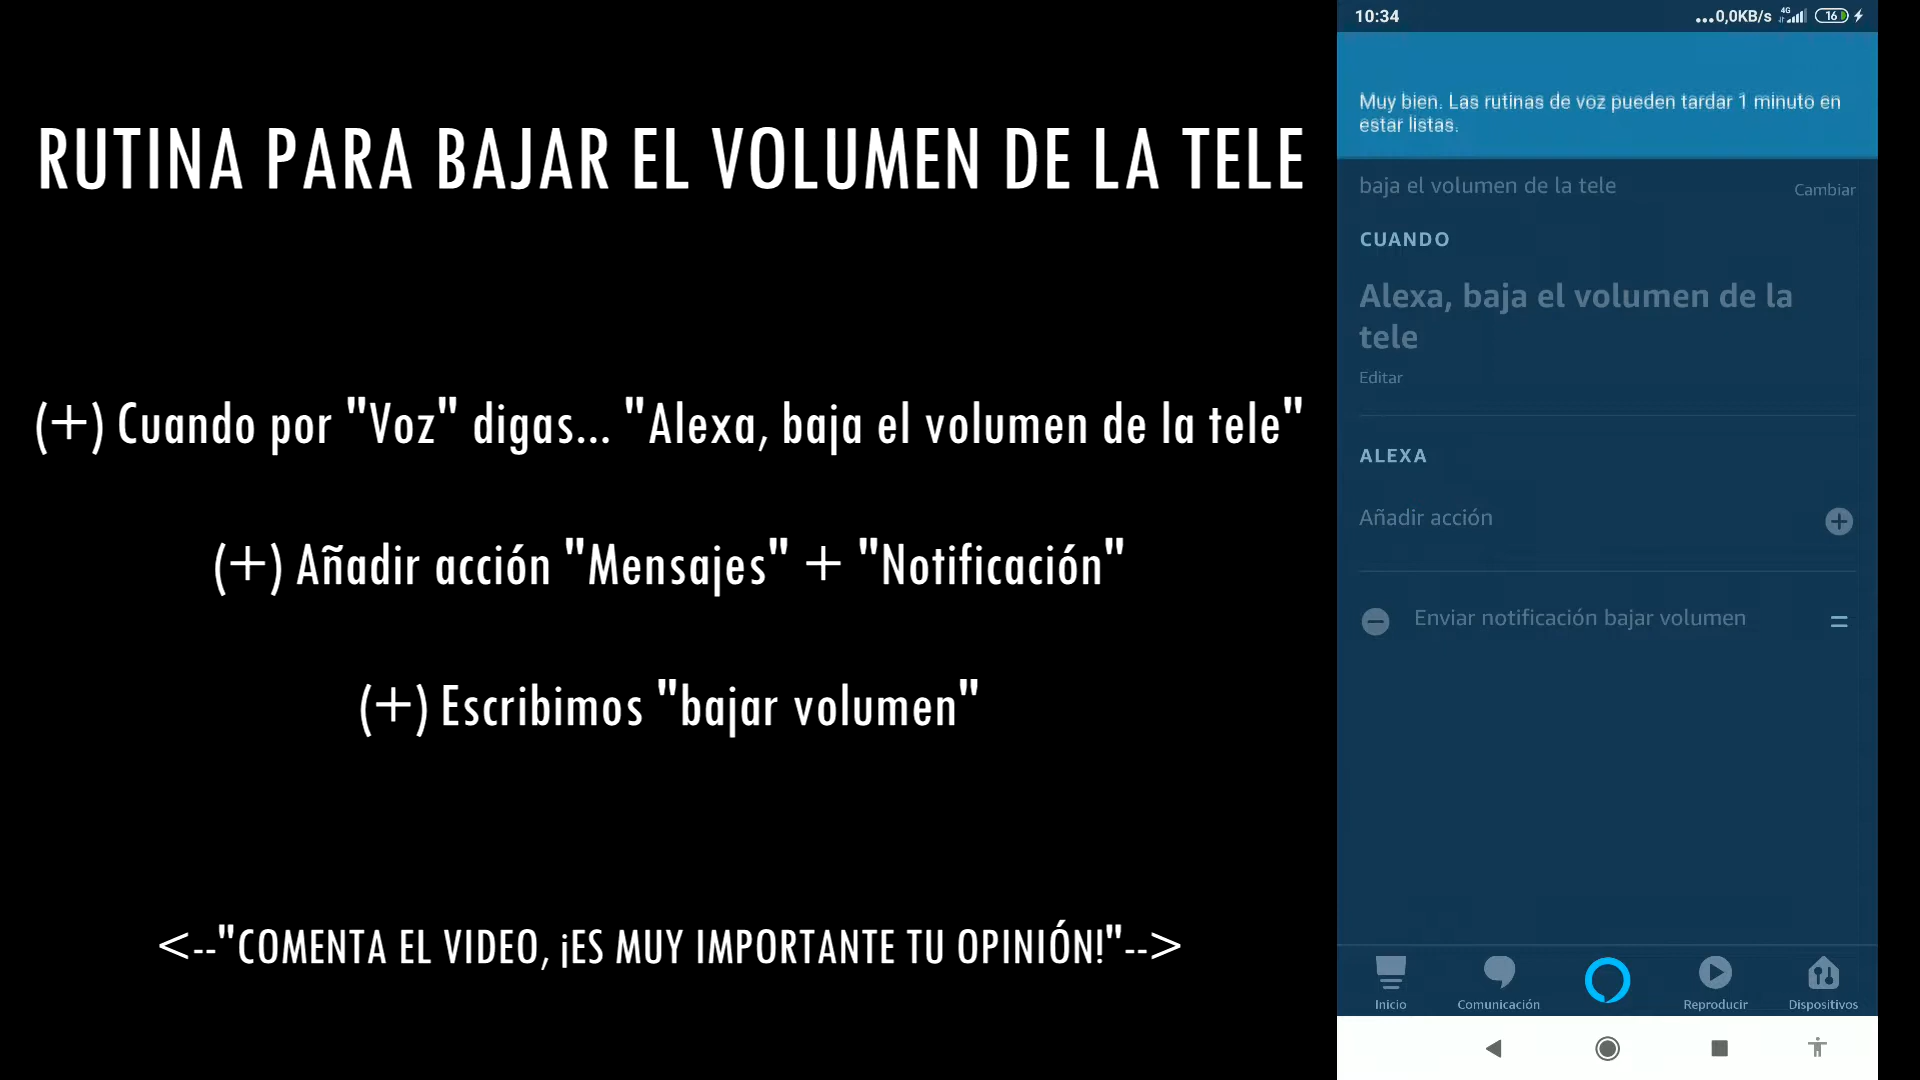 RUTINA PARA BAJAR EL VOLUMEN DE LA TELE
(+) Cuando por "Voz" digas... "Alexa, baja el volumen de la tele"
(+) Añadir acción "Mensajes" + "Notificación"
(+) Escribimos "bajar volumen"
<--"COMENTA EL VIDEO, ¡ES MUY IMPORTANTE TU OPINIÓN!"-->
10:34
...0,0KB/s 4G 16
Muy bien. Las rutinas de voz pueden tardar 1 minuto en
estar listas.
baja el volumen de la tele
Cambiar
CUANDO
Alexa, baja el volumen de la
tele
Editar
ALEXA
Añadir acción
Enviar notificación bajar volumen
Inicio
Comunicación
Reproducir
Dispositivos